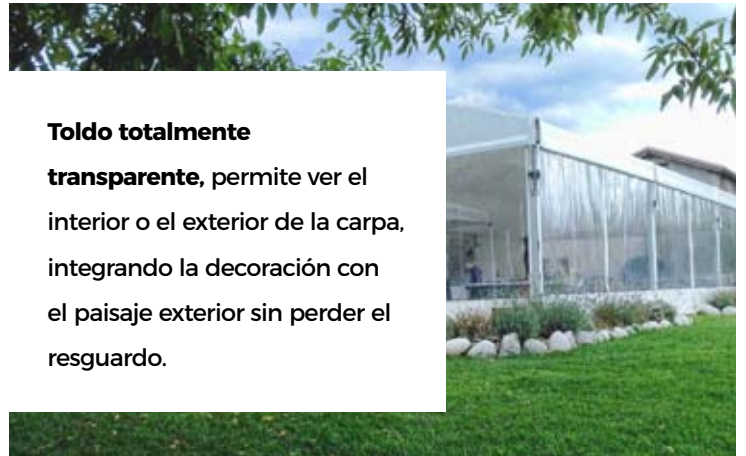 Toldo totalmente
transparente, permite ver el
interior o el exterior de la carpa,
integrando la decoración con
el paisaje exterior sin perder el
resguardo.